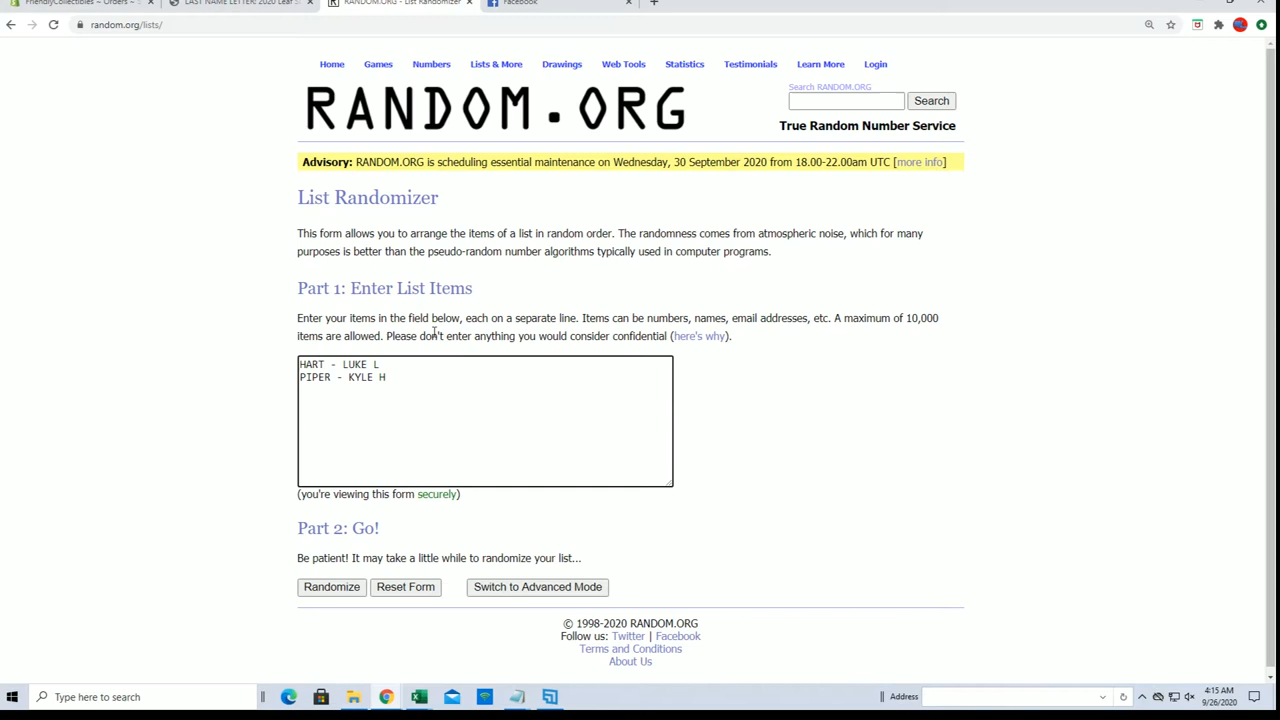 FriendlyCollectibles ~ Orders ~ S
LAST NAME LETTER: 2020 Leaf S
RANDOM.ORG - List Randomizer
Facebook
random.org/lists/
Home Games Numbers Lists & More Drawings Web Tools Statistics Testimonials Learn More Login
RANDOM.ORG
Search RANDOM.ORG
Search
True Random Number Service
Advisory: RANDOM.ORG is scheduling essential maintenance on Wednesday, 30 September 2020 from 18.00-22.00am UTC [more info]
List Randomizer
This form allows you to arrange the items of a list in random order. The randomness comes from atmospheric noise, which for many
purposes is better than the pseudo-random number algorithms typically used in computer programs.
Part 1: Enter List Items
Enter your items in the field below, each on a separate line. Items can be numbers, names, email addresses, etc. A maximum of 10,000
items are allowed. Please don't enter anything you would consider confidential (here's why).
HART - LUKE L
PIPER - KYLE H
(you're viewing this form securely)
Part 2: Go!
Be patient! It may take a little while to randomize your list...
Randomize Reset Form Switch to Advanced Mode
© 1998-2020 RANDOM.ORG
Follow us: Twitter | Facebook
Terms and Conditions
About Us
Type here to search
Address
4:15 AM
9/26/2020